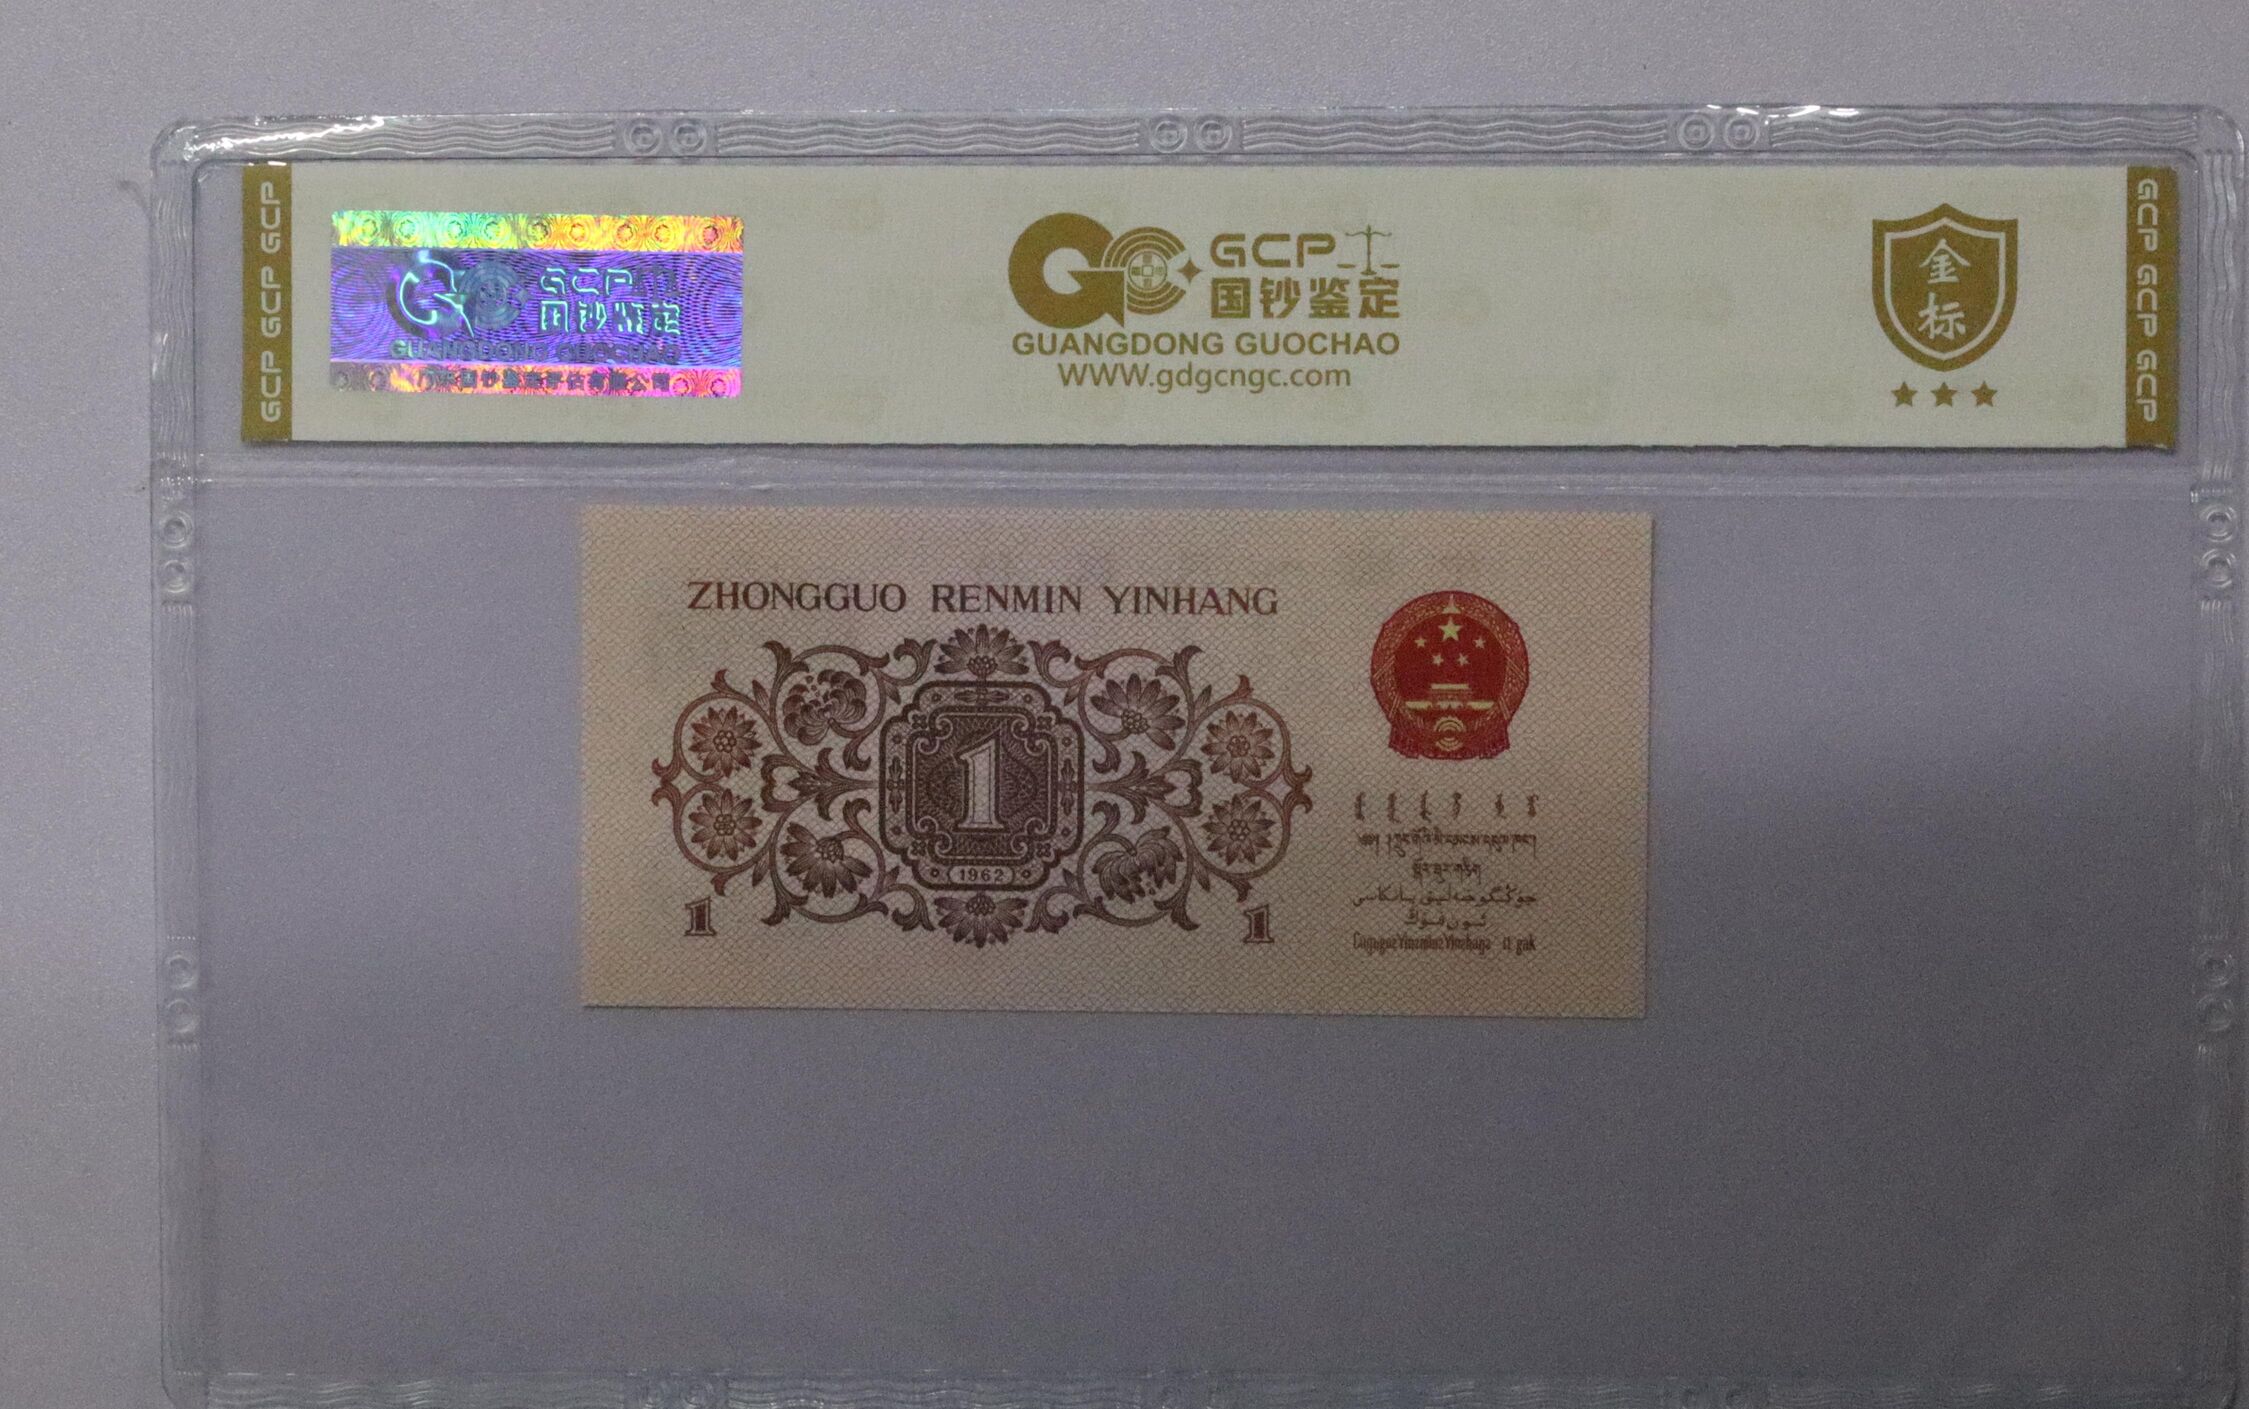 GCP GCP GCP
GCP
国钞鉴定
GUANGDONG GUOCHAO
GCP
国钞鉴定
GUANGDONG GUOCHAO
WWW.gdgcngc.com
金
标
GCP GCP GCP
ZHONGGUO RENMIN YINHANG
1
1962
1
1